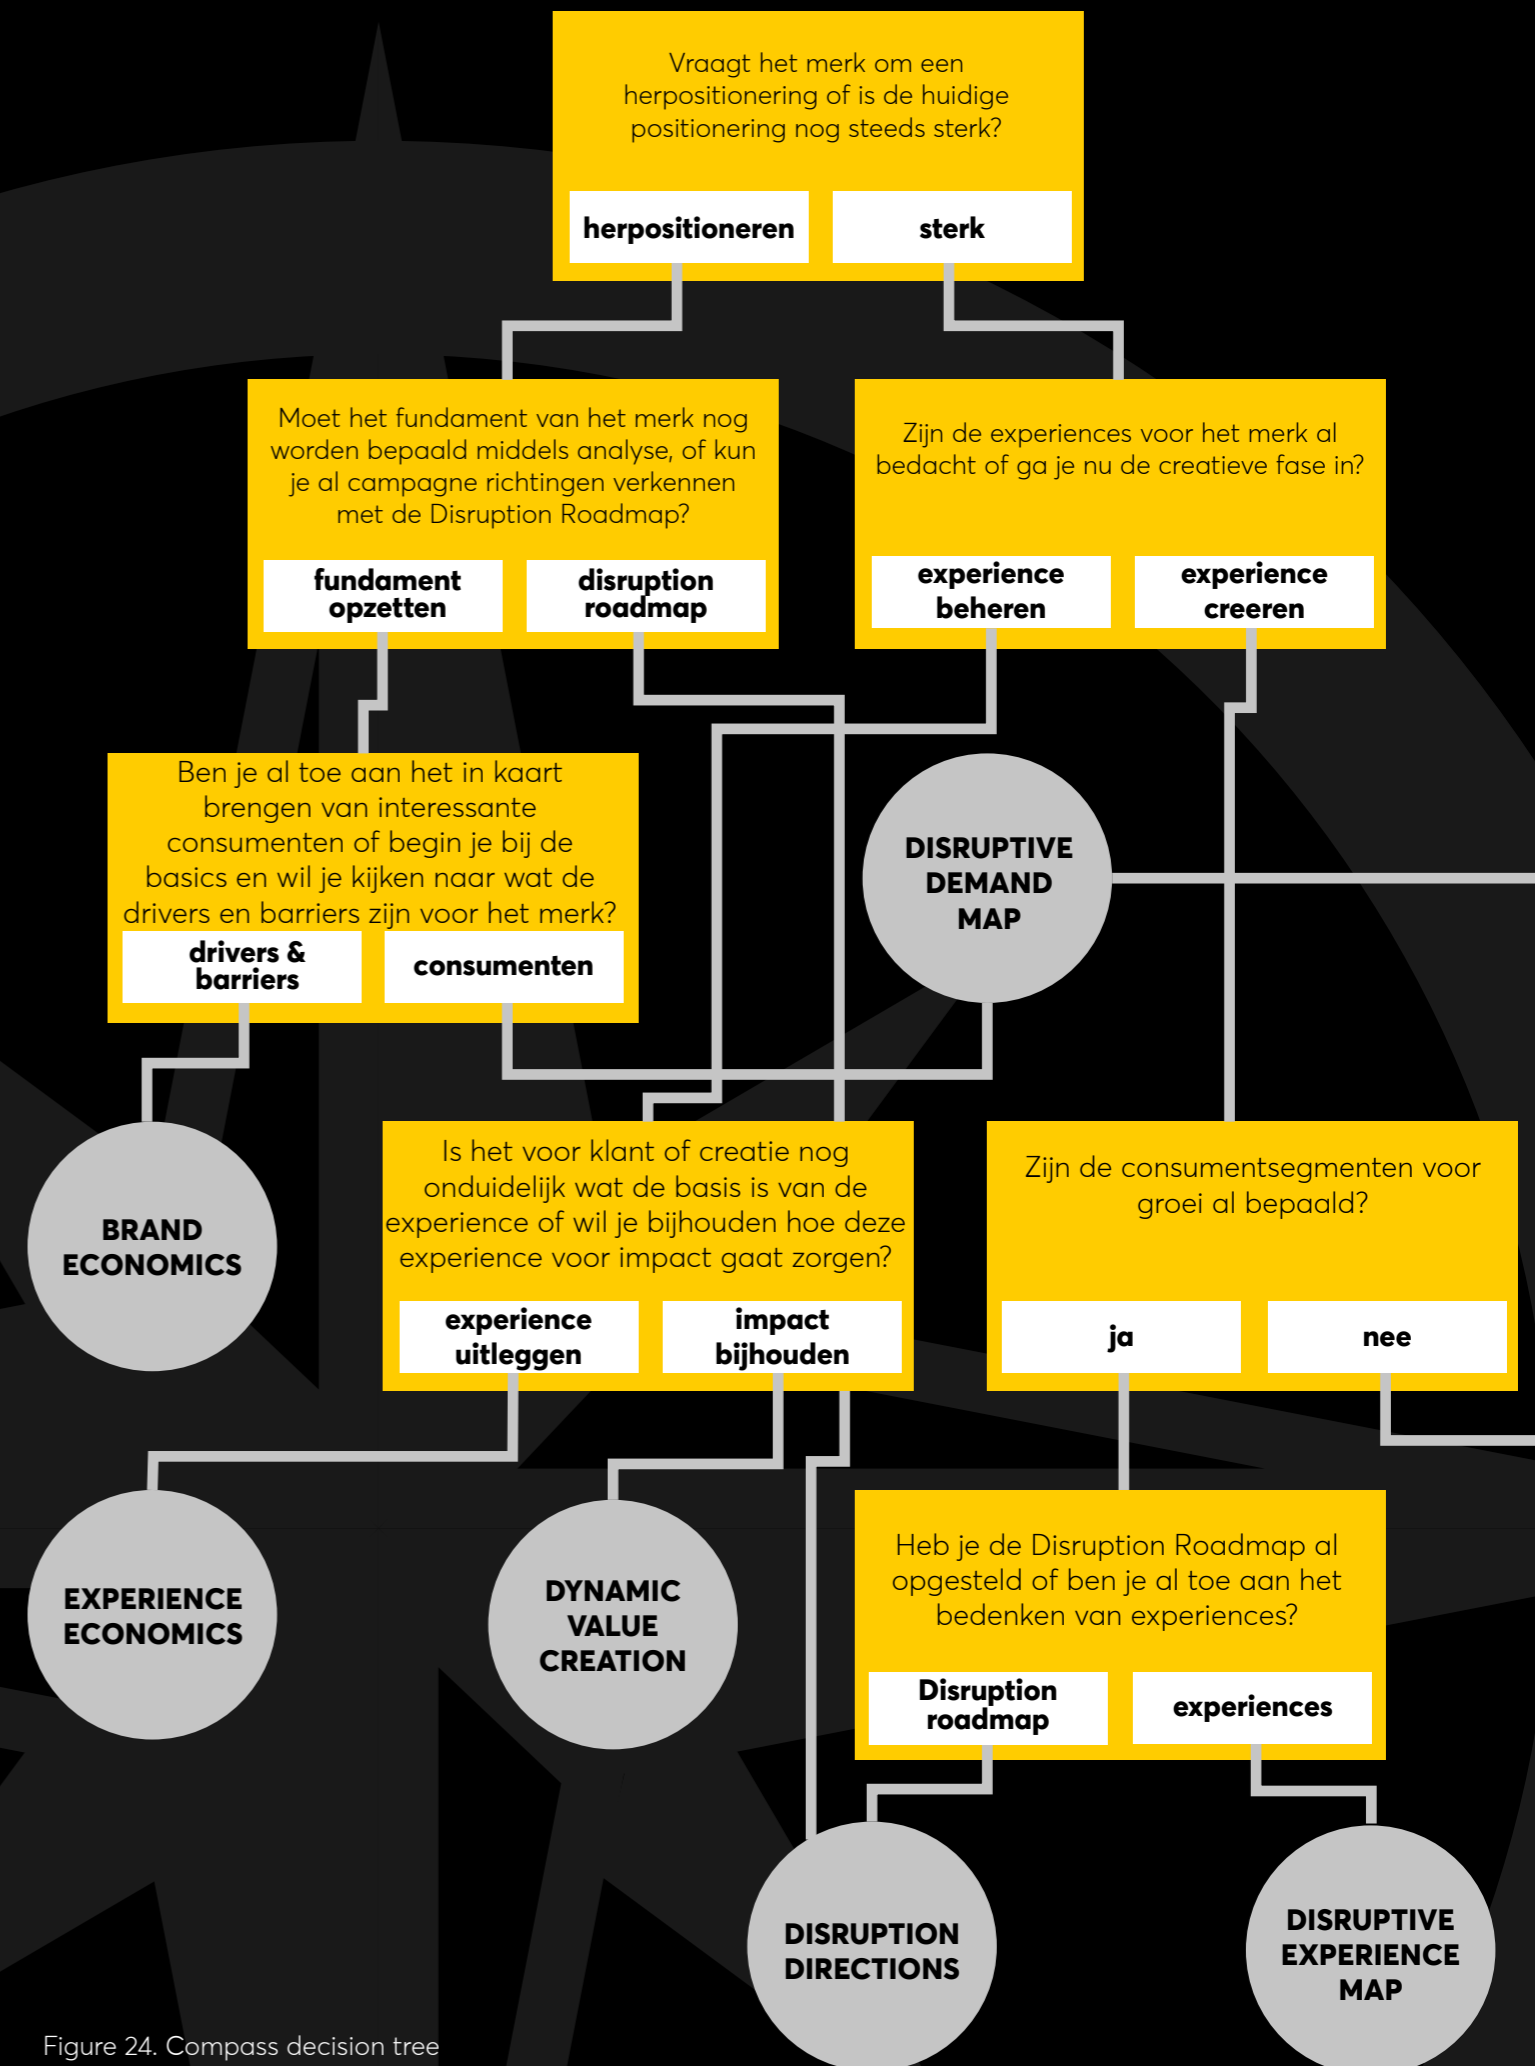 Vraagt het merk om een
herpositionering of is de huidige
positionering nog steeds sterk?
herpositioneren
sterk
Moet het fundament van het merk nog
worden bepaald middels analyse, of kun
je al campagne richtingen verkennen
met de Disruption Roadmap?
fundament
opzetten
disruption
roadmap
Zijn de experiences voor het merk al
bedacht of ga je nu de creatieve fase in?
experience
beheren
experience
creeren
Ben je al toe aan het in kaart
brengen van interessante
consumenten of begin je bij de
basics en wil je kijken naar wat de
drivers en barriers zijn voor het merk?
drivers &
barriers
consumenten
DISRUPTIVE
DEMAND
MAP
BRAND
ECONOMICS
Is het voor klant of creatie nog
onduidelijk wat de basis is van de
experience of wil je bijhouden hoe deze
experience voor impact gaat zorgen?
experience
uitleggen
impact
bijhouden
Zijn de consumentsegmenten voor
groei al bepaald?
ja
nee
EXPERIENCE
ECONOMICS
DYNAMIC
VALUE
CREATION
Heb je de Disruption Roadmap al
opgesteld of ben je al toe aan het
bedenken van experiences?
Disruption
roadmap
experiences
DISRUPTION
DIRECTIONS
DISRUPTIVE
EXPERIENCE
MAP
Figure 24. Compass decision tree